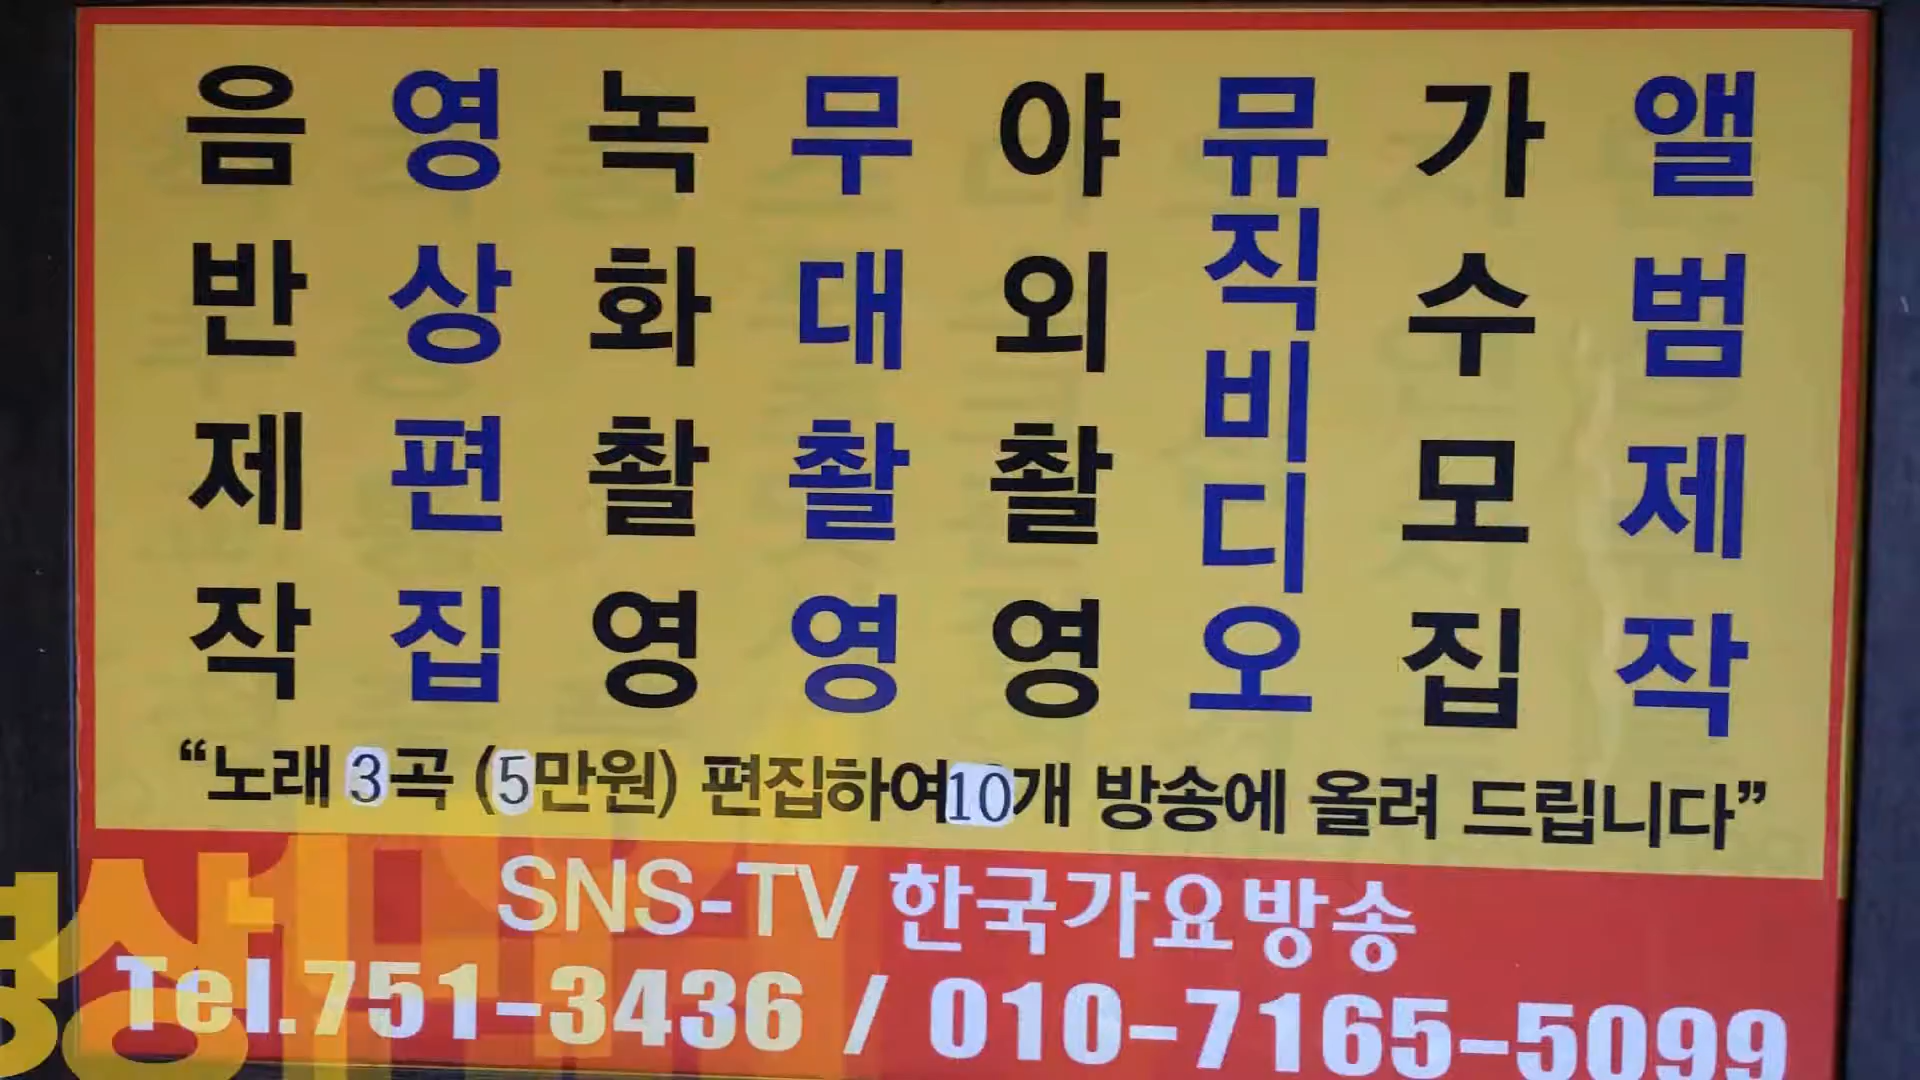 음반제작
영상편집
녹화촬영
무대촬영
야외촬영
뮤직비디오
가수모집
앨범제작
“노래 3곡 (5만원) 편집하여 10개 방송에 올려 드립니다”
SNS-TV 한국가요방송
Tel.751-3436 / 010-7165-5099